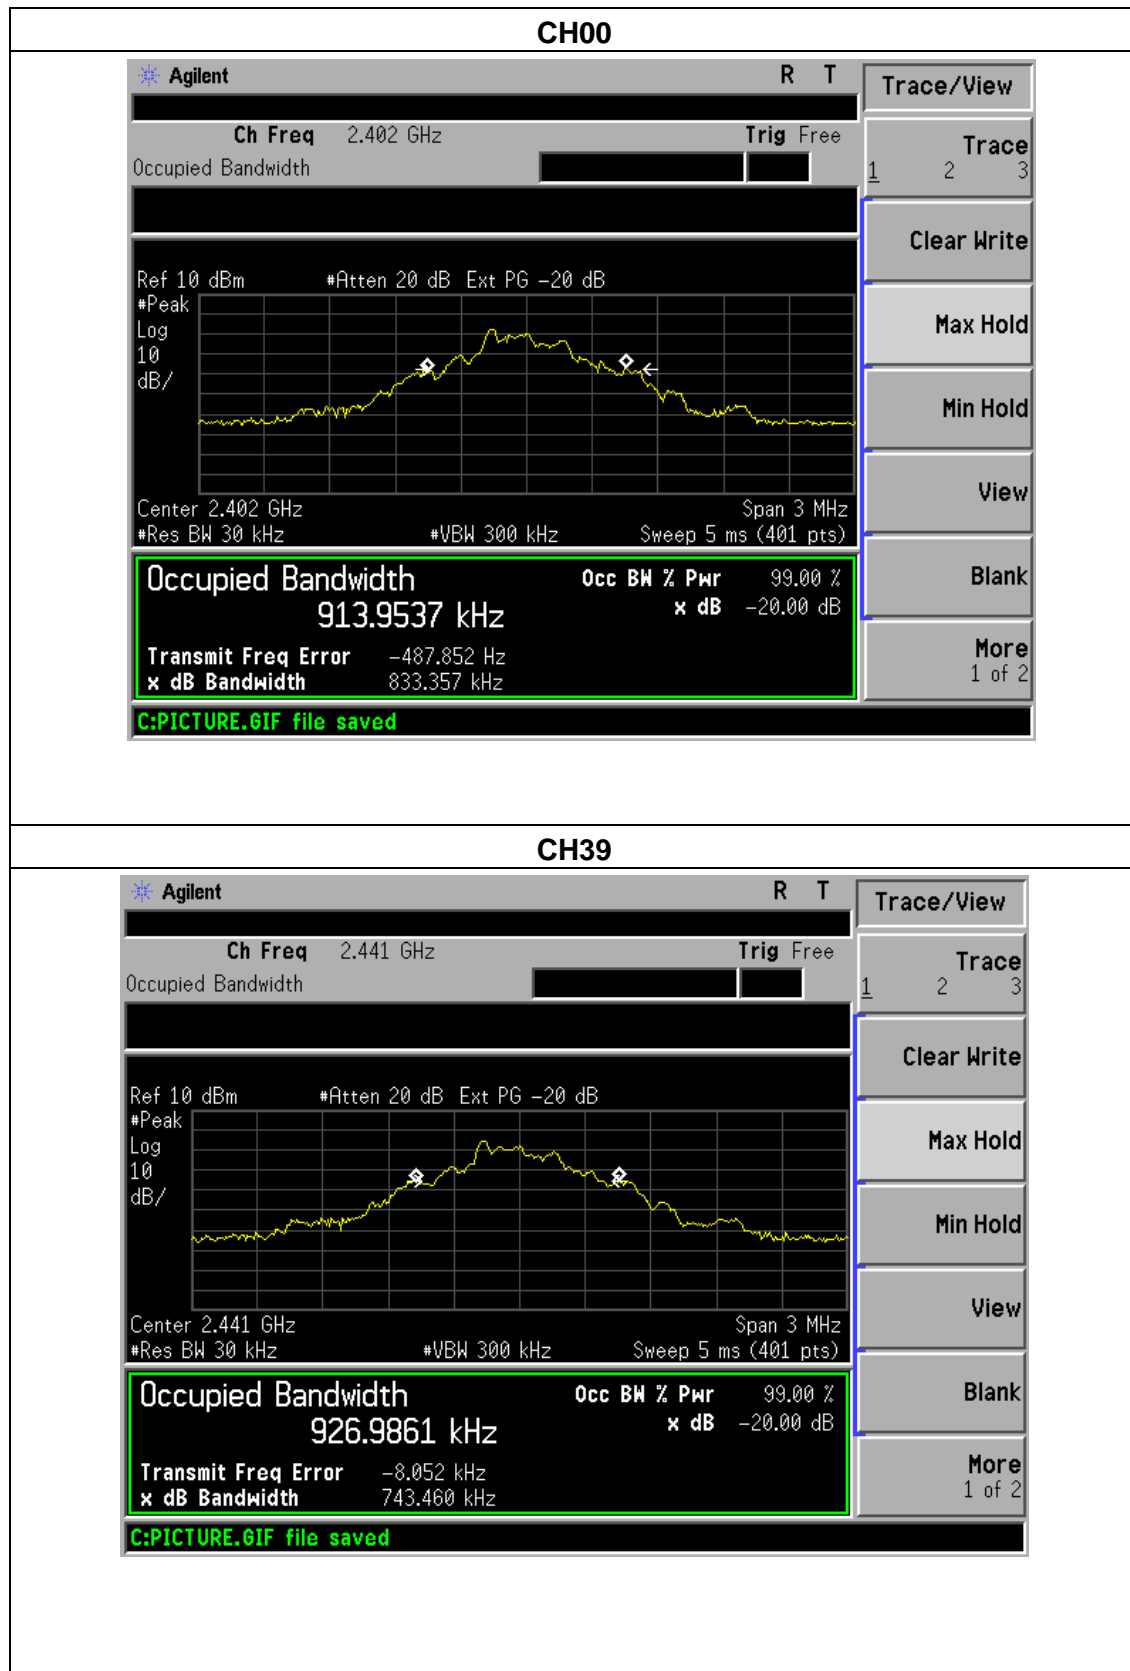 CH00
Agilent R T
Trace/View
Ch Freq 2.402 GHz Trig Free
Occupied Bandwidth
Trace
1 2 3
Clear Write
Max Hold
Min Hold
View
Blank
More
1 of 2
Ref 10 dBm #Atten 20 dB Ext PG -20 dB
#Peak
Log
10
dB/
Center 2.402 GHz Span 3 MHz
#Res BW 30 kHz #VBW 300 kHz Sweep 5 ms (401 pts)
Occupied Bandwidth Occ BW % Pwr 99.00 %
913.9537 kHz x dB -20.00 dB
Transmit Freq Error -487.852 Hz
x dB Bandwidth 833.357 kHz
C:PICTURE.GIF file saved
CH39
Agilent R T
Trace/View
Ch Freq 2.441 GHz Trig Free
Occupied Bandwidth
Trace
1 2 3
Clear Write
Max Hold
Min Hold
View
Blank
More
1 of 2
Ref 10 dBm #Atten 20 dB Ext PG -20 dB
#Peak
Log
10
dB/
Center 2.441 GHz Span 3 MHz
#Res BW 30 kHz #VBW 300 kHz Sweep 5 ms (401 pts)
Occupied Bandwidth Occ BW % Pwr 99.00 %
926.9861 kHz x dB -20.00 dB
Transmit Freq Error -8.052 kHz
x dB Bandwidth 743.460 kHz
C:PICTURE.GIF file saved